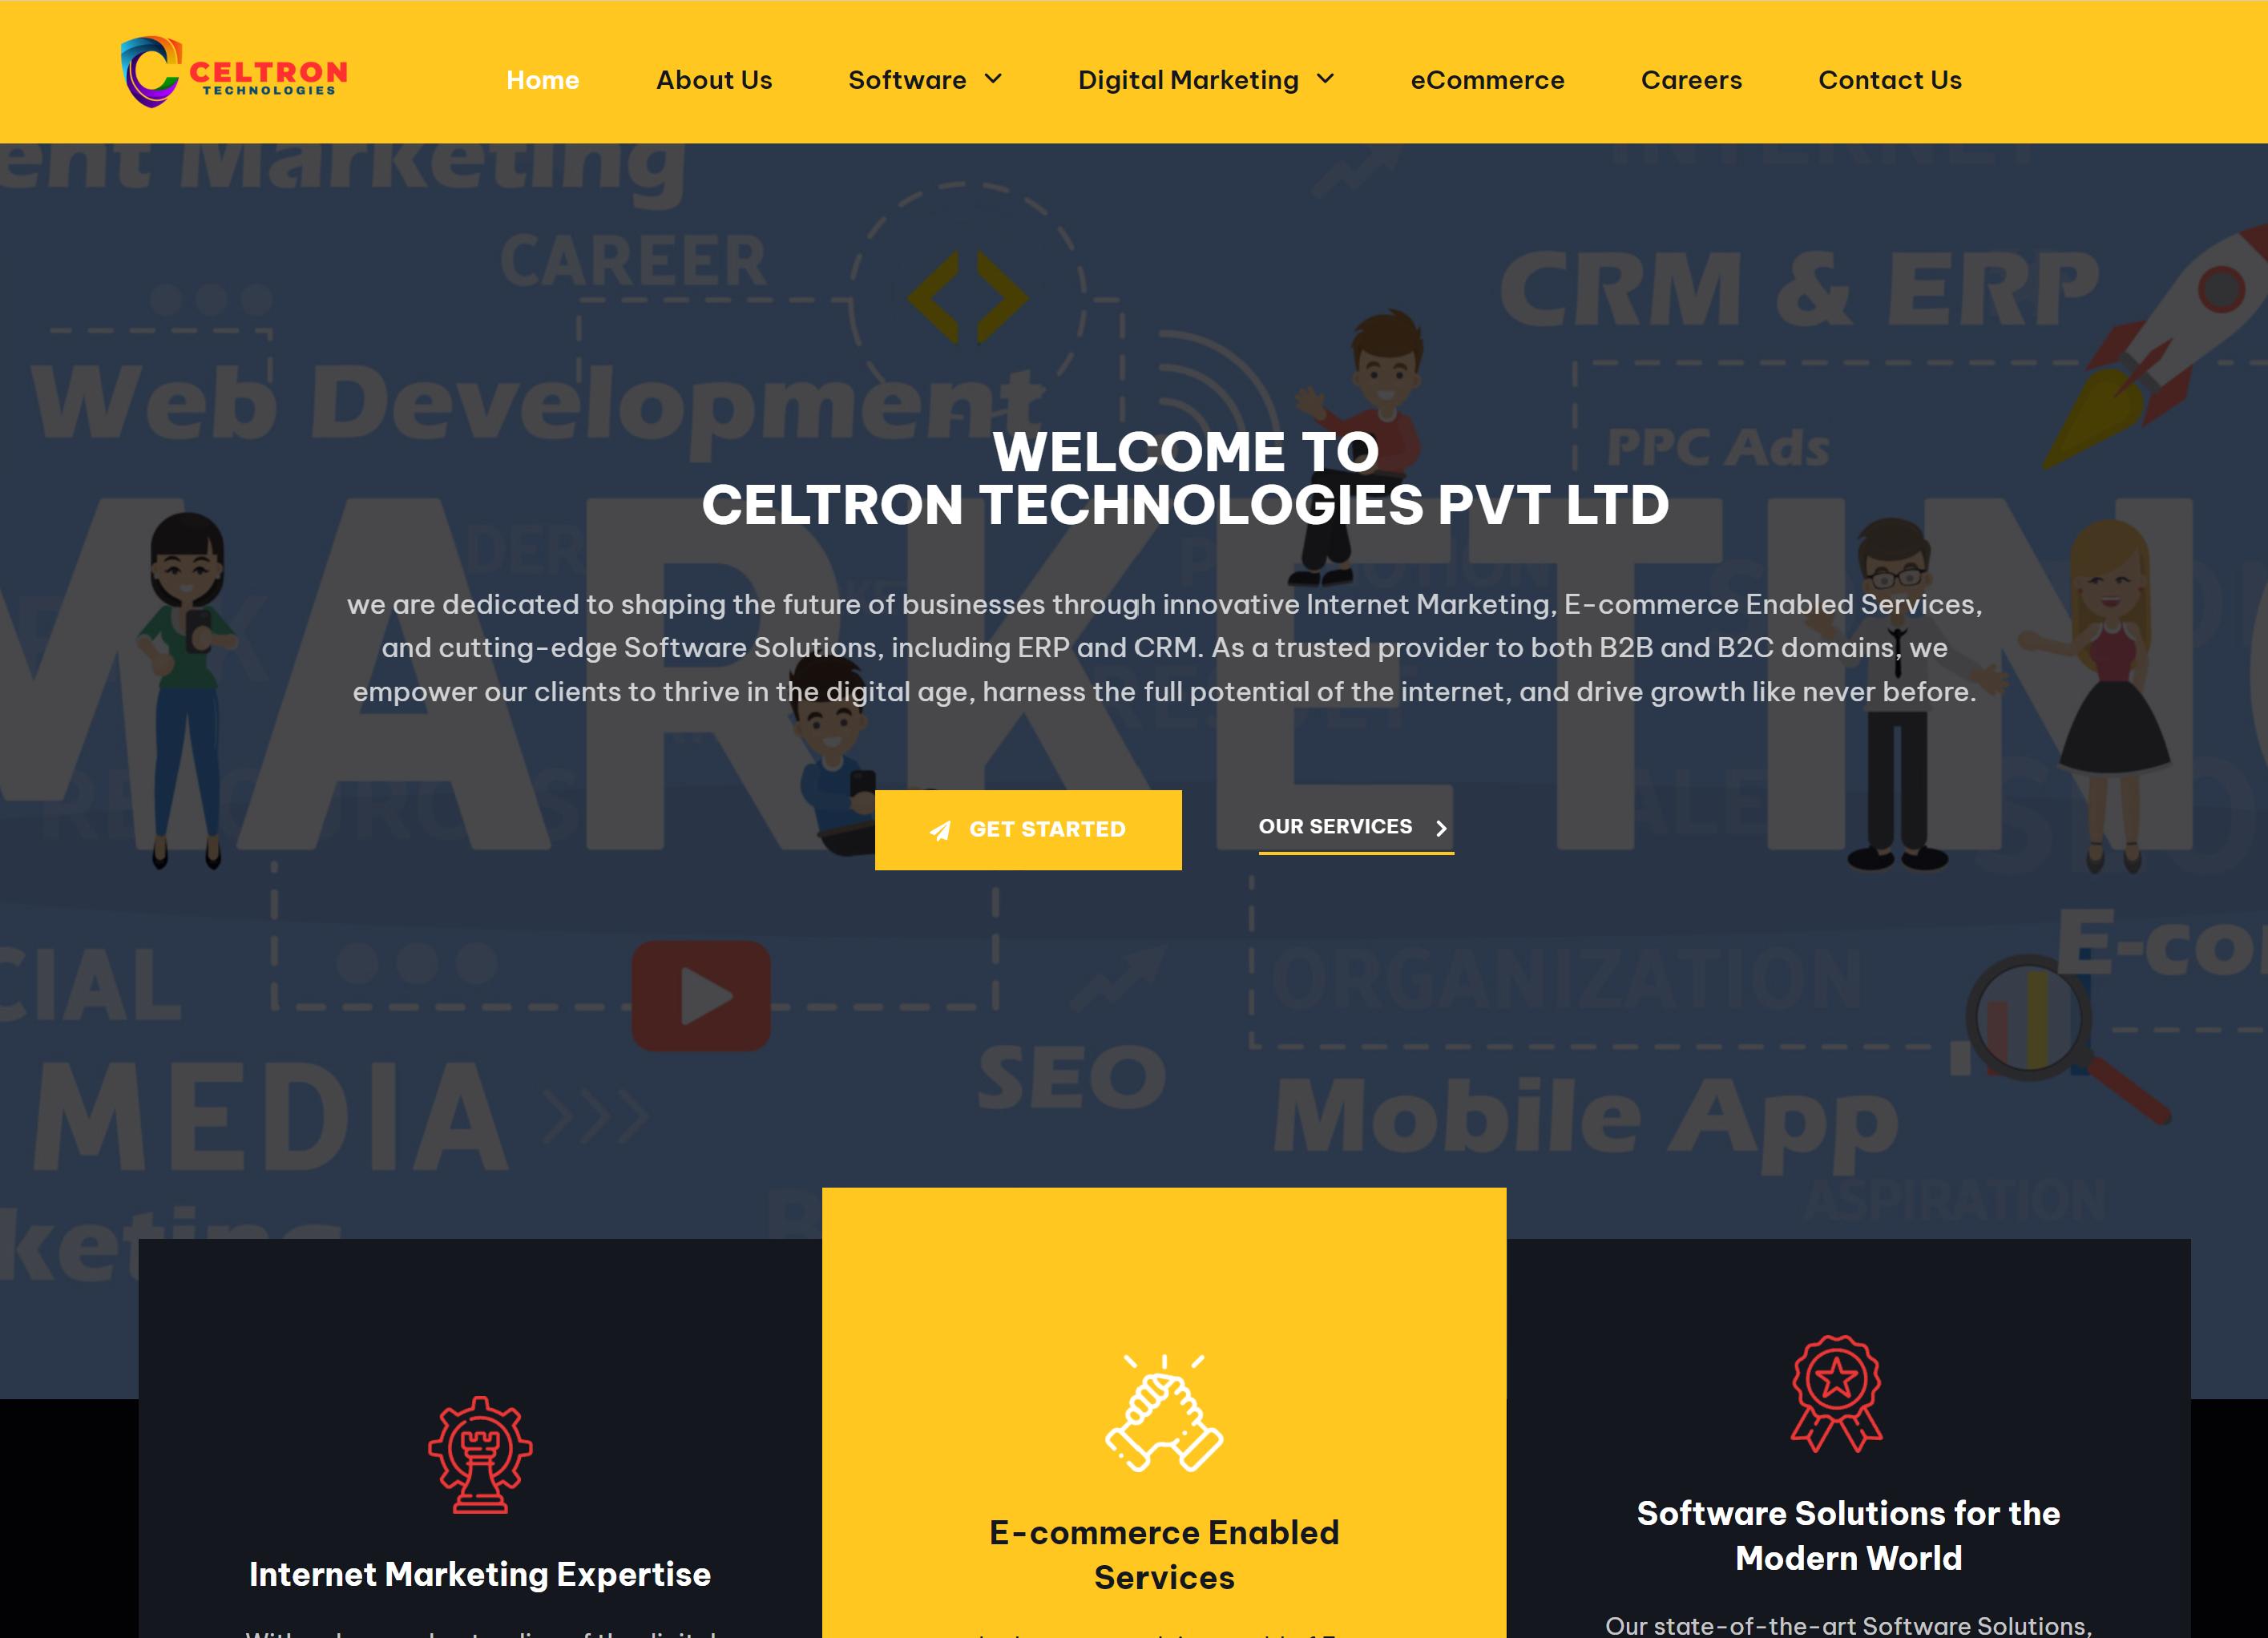 CELTRON
TECHNOLOGIES
Home About Us Software Digital Marketing eCommerce Careers Contact Us
ent Marketing
INTERNET
CAREER
CRM & ERP
Web Development
PPC Ads
WELCOME TO
CELTRON TECHNOLOGIES PVT LTD
MARKETIN
we are dedicated to shaping the future of businesses through innovative Internet Marketing, E-commerce Enabled Services,
and cutting-edge Software Solutions, including ERP and CRM. As a trusted provider to both B2B and B2C domains, we
empower our clients to thrive in the digital age, harness the full potential of the internet, and drive growth like never before.
GET STARTED
OUR SERVICES
CIAL
MEDIA
keting
SEO
ORGANIZATION
Mobile App
E-co
ASPIRATION
Internet Marketing Expertise
E-commerce Enabled
Services
Software Solutions for the
Modern World
Our state-of-the-art Software Solutions,